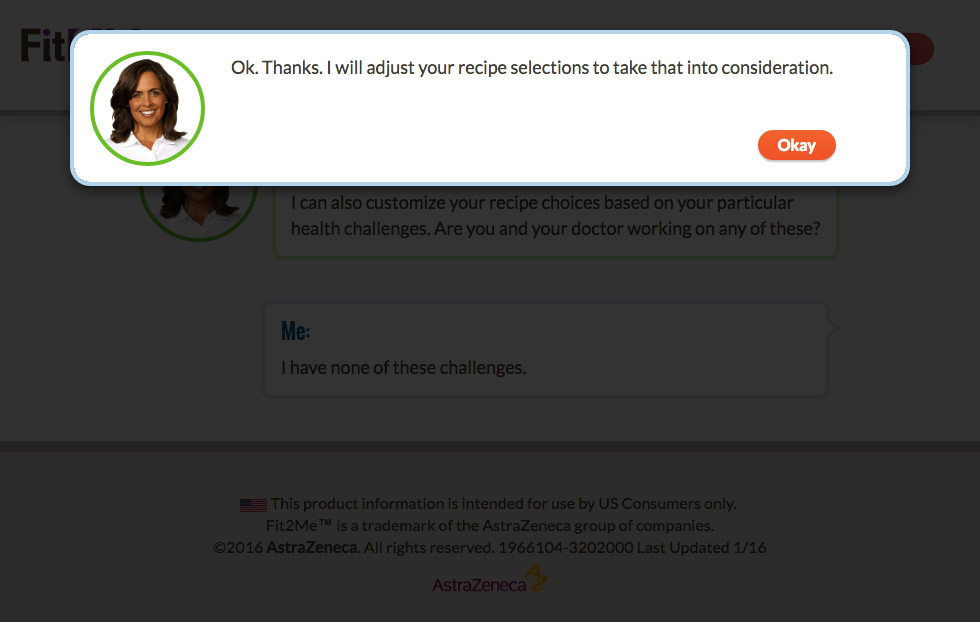 Fit
Ok. Thanks. I will adjust your recipe selections to take that into consideration.
Okay
I can also customize your recipe choices based on your particular
health challenges. Are you and your doctor working on any of these?
Me:
I have none of these challenges.
This product information is intended for use by US Consumers only.
Fit2Me™ is a trademark of the AstraZeneca group of companies.
©2016 AstraZeneca. All rights reserved. 1966104-3202000 Last Updated 1/16
AstraZeneca